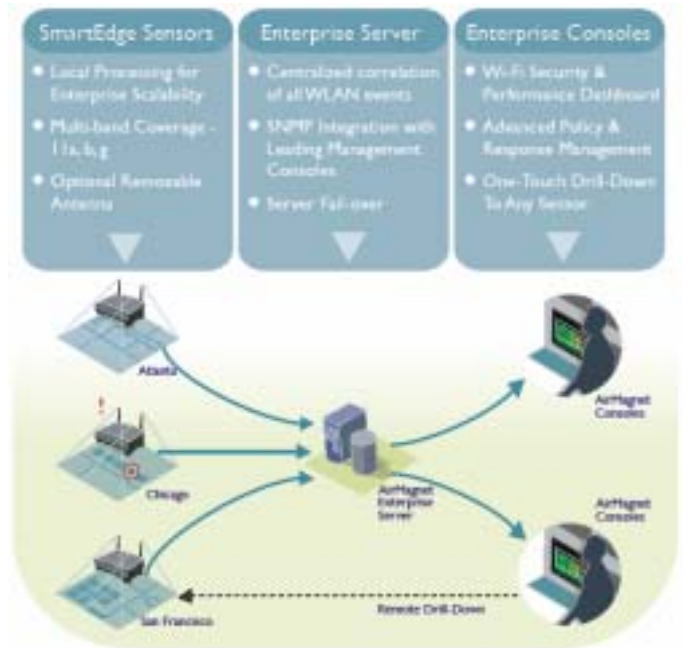 SmartEdge Sensors
Local Processing for
Enterprise Scalability
Multi-band Coverage -
11a, b, g
Optional Removable
Antenna
Enterprise Server
Centralized correlation
of all WLAN events
SNMP Integration with
Leading Management
Consoles
Server Fail-over
Enterprise Consoles
Wi-Fi Security &
Performance Dashboard
Advanced Policy &
Response Management
One-Touch Drill-Down
To Any Sensor
Atlanta
!
Chicago
San Francisco
AirMagnet
Enterprise
Server
AirMagnet
Consoles
AirMagnet
Consoles
Remote Drill-Down